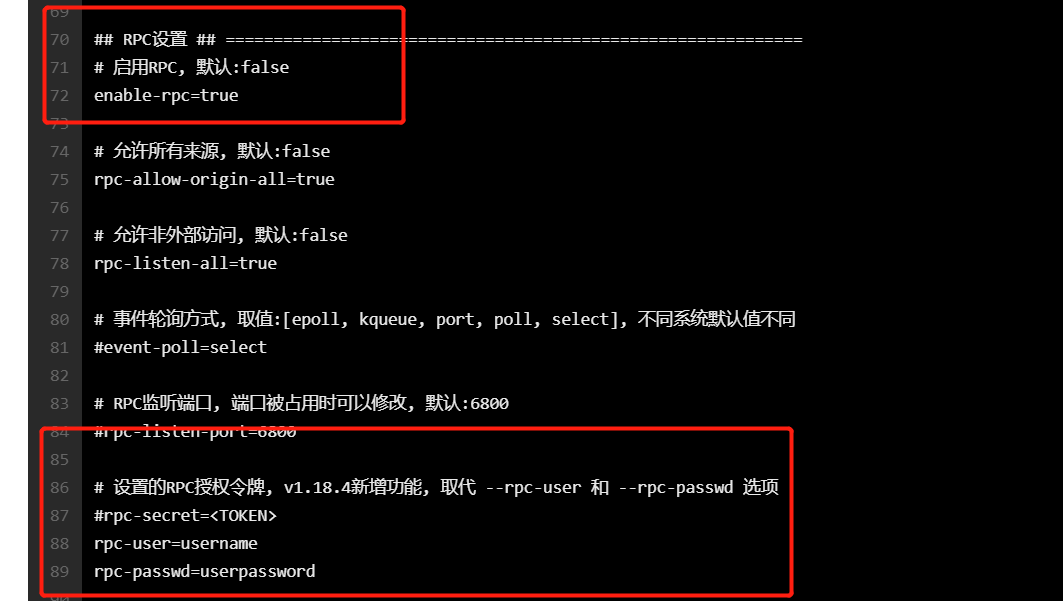 69
70 ## RPC设置 ## ============================================================
71 # 启用RPC, 默认:false
72 enable-rpc=true
73
74 # 允许所有来源, 默认:false
75 rpc-allow-origin-all=true
76
77 # 允许非外部访问, 默认:false
78 rpc-listen-all=true
79
80 # 事件轮询方式, 取值:[epoll, kqueue, port, poll, select], 不同系统默认值不同
81 #event-poll=select
82
83 # RPC监听端口, 端口被占用时可以修改, 默认:6800
84 #rpc-listen-port=6800
85
86 # 设置的RPC授权令牌, v1.18.4新增功能, 取代 --rpc-user 和 --rpc-passwd 选项
87 #rpc-secret=<TOKEN>
88 rpc-user=username
89 rpc-passwd=userpassword
90